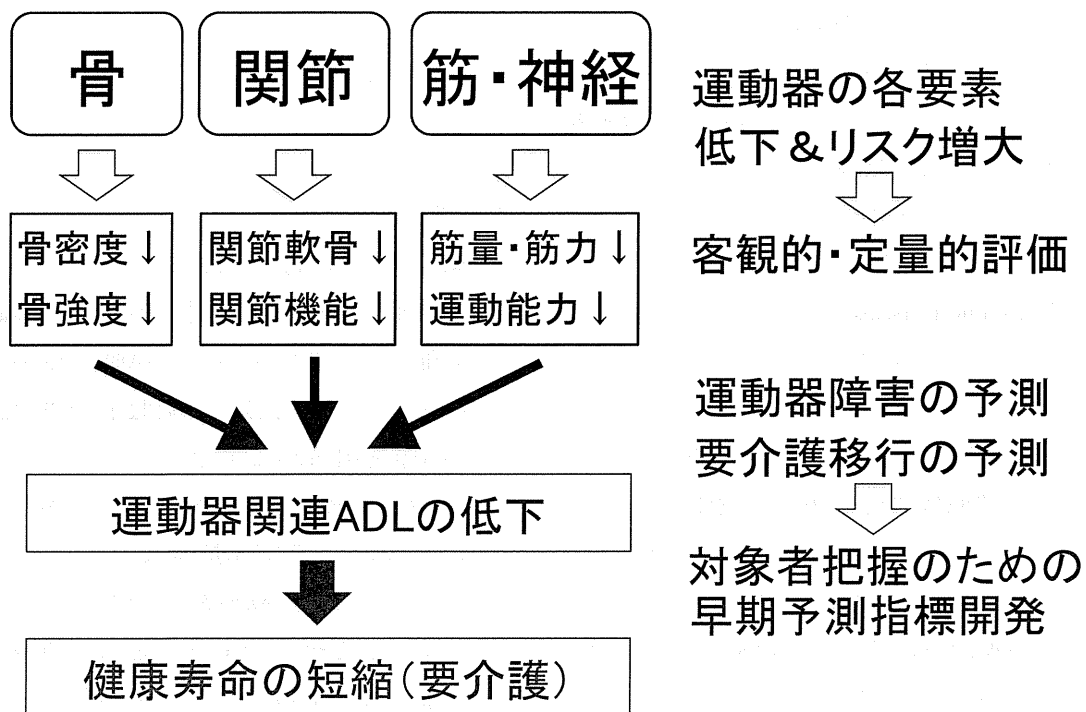 骨
関節
筋・神経
骨密度↓
骨強度↓
関節軟骨↓
関節機能↓
筋量・筋力↓
運動能力↓
運動器関連ADLの低下
健康寿命の短縮(要介護)
運動器の各要素
低下&リスク増大
客観的・定量的評価
運動器障害の予測
要介護移行の予測
対象者把握のための
早期予測指標開発